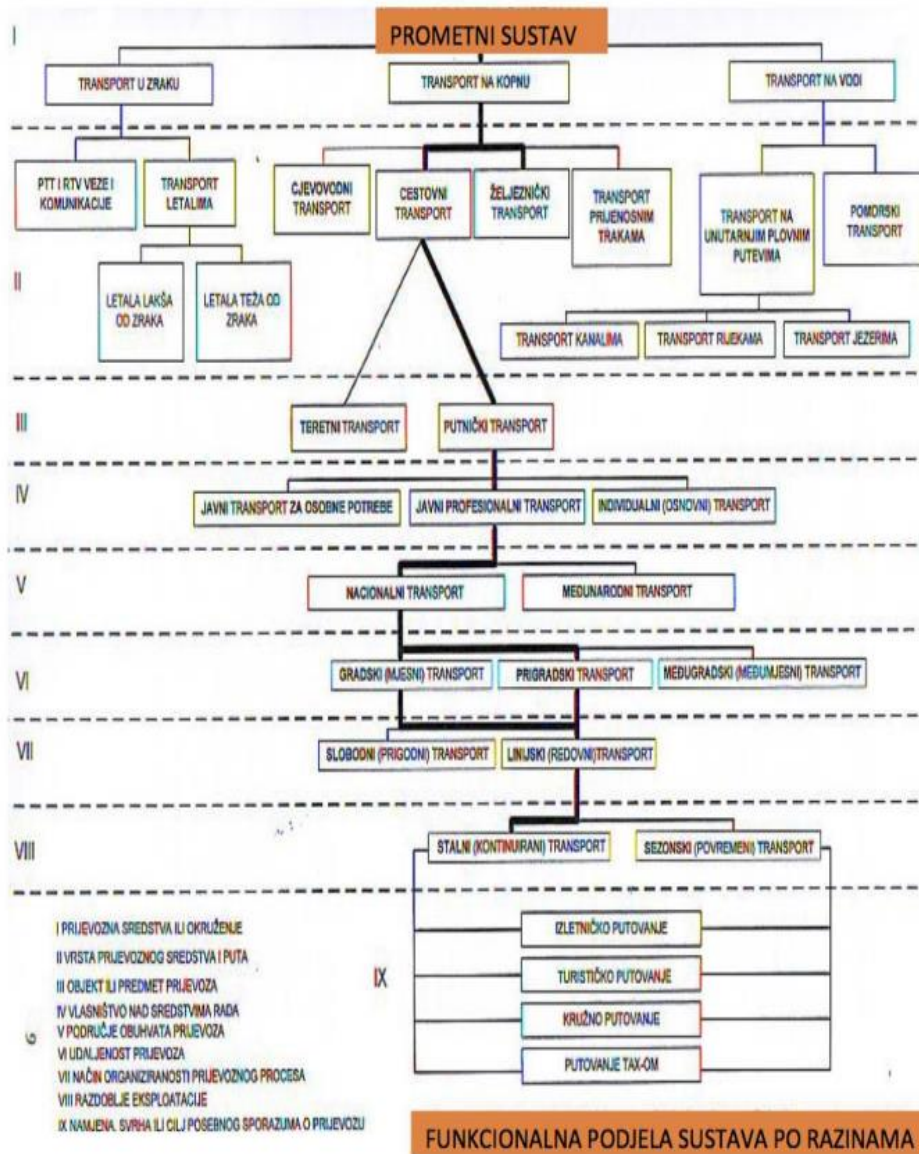 I
PROMETNI SUSTAV
TRANSPORT U ZRAKU
TRANSPORT NA KOPNU
TRANSPORT NA VODI
II
PTT I RTV VEZE I
KOMUNIKACIJE
TRANSPORT
LETALIMA
CJEVOVODNI
TRANSPORT
CESTOVNI
TRANSPORT
ŽELJEZNIČKI
TRANSPORT
TRANSPORT
PRIJENOSNIM
TRAKAMA
TRANSPORT NA
UNUTARNJIM PLOVNIM
PUTEVIMA
POMORSKI
TRANSPORT
LETALA LAKŠA
OD ZRAKA
LETALA TEŽA OD
ZRAKA
TRANSPORT KANALIMA
TRANSPORT RIJEKAMA
TRANSPORT JEZERIMA
III
TERETNI TRANSPORT
PUTNIČKI TRANSPORT
IV
JAVNI TRANSPORT ZA OSOBNE POTREBE
JAVNI PROFESIONALNI TRANSPORT
INDIVIDUALNI (OSNOVNI) TRANSPORT
V
NACIONALNI TRANSPORT
MEĐUNARODNI TRANSPORT
VI
GRADSKI (MJESNI) TRANSPORT
PRIGRADSKI TRANSPORT
MEĐUGRADSKI (MEĐUMJESNI) TRANSPORT
VII
SLOBODNI (PRIGODNI) TRANSPORT
LINIJSKI (REDOVNI)TRANSPORT
VIII
STALNI (KONTINUIRANI) TRANSPORT
SEZONSKI (POVREMENI) TRANSPORT
IX
IZLETNIČKO PUTOVANJE
TURISTIČKO PUTOVANJE
KRUŽNO PUTOVANJE
PUTOVANJE TAX-OM
I PRIJEVOZNA SREDSTVA ILI OKRUŽENJE
II VRSTA PRIJEVOZNOG SREDSTVA I PUTA
III OBJEKT ILI PREDMET PRIJEVOZA
IV VLASNIŠTVO NAD SREDSTVIMA RADA
V PODRUČJE OBUHVATA PRIJEVOZA
VI UDALJENOST PRIJEVOZA
VII NAČIN ORGANIZIRANOSTI PRIJEVOZNOG PROCESA
VIII RAZDOBLJE EKSPLOATACIJE
IX NAMJENA, SVRHA ILI CILJ POSEBNOG SPORAZUMA O PRIJEVOZU
FUNKCIONALNA PODJELA SUSTAVA PO RAZINAMA